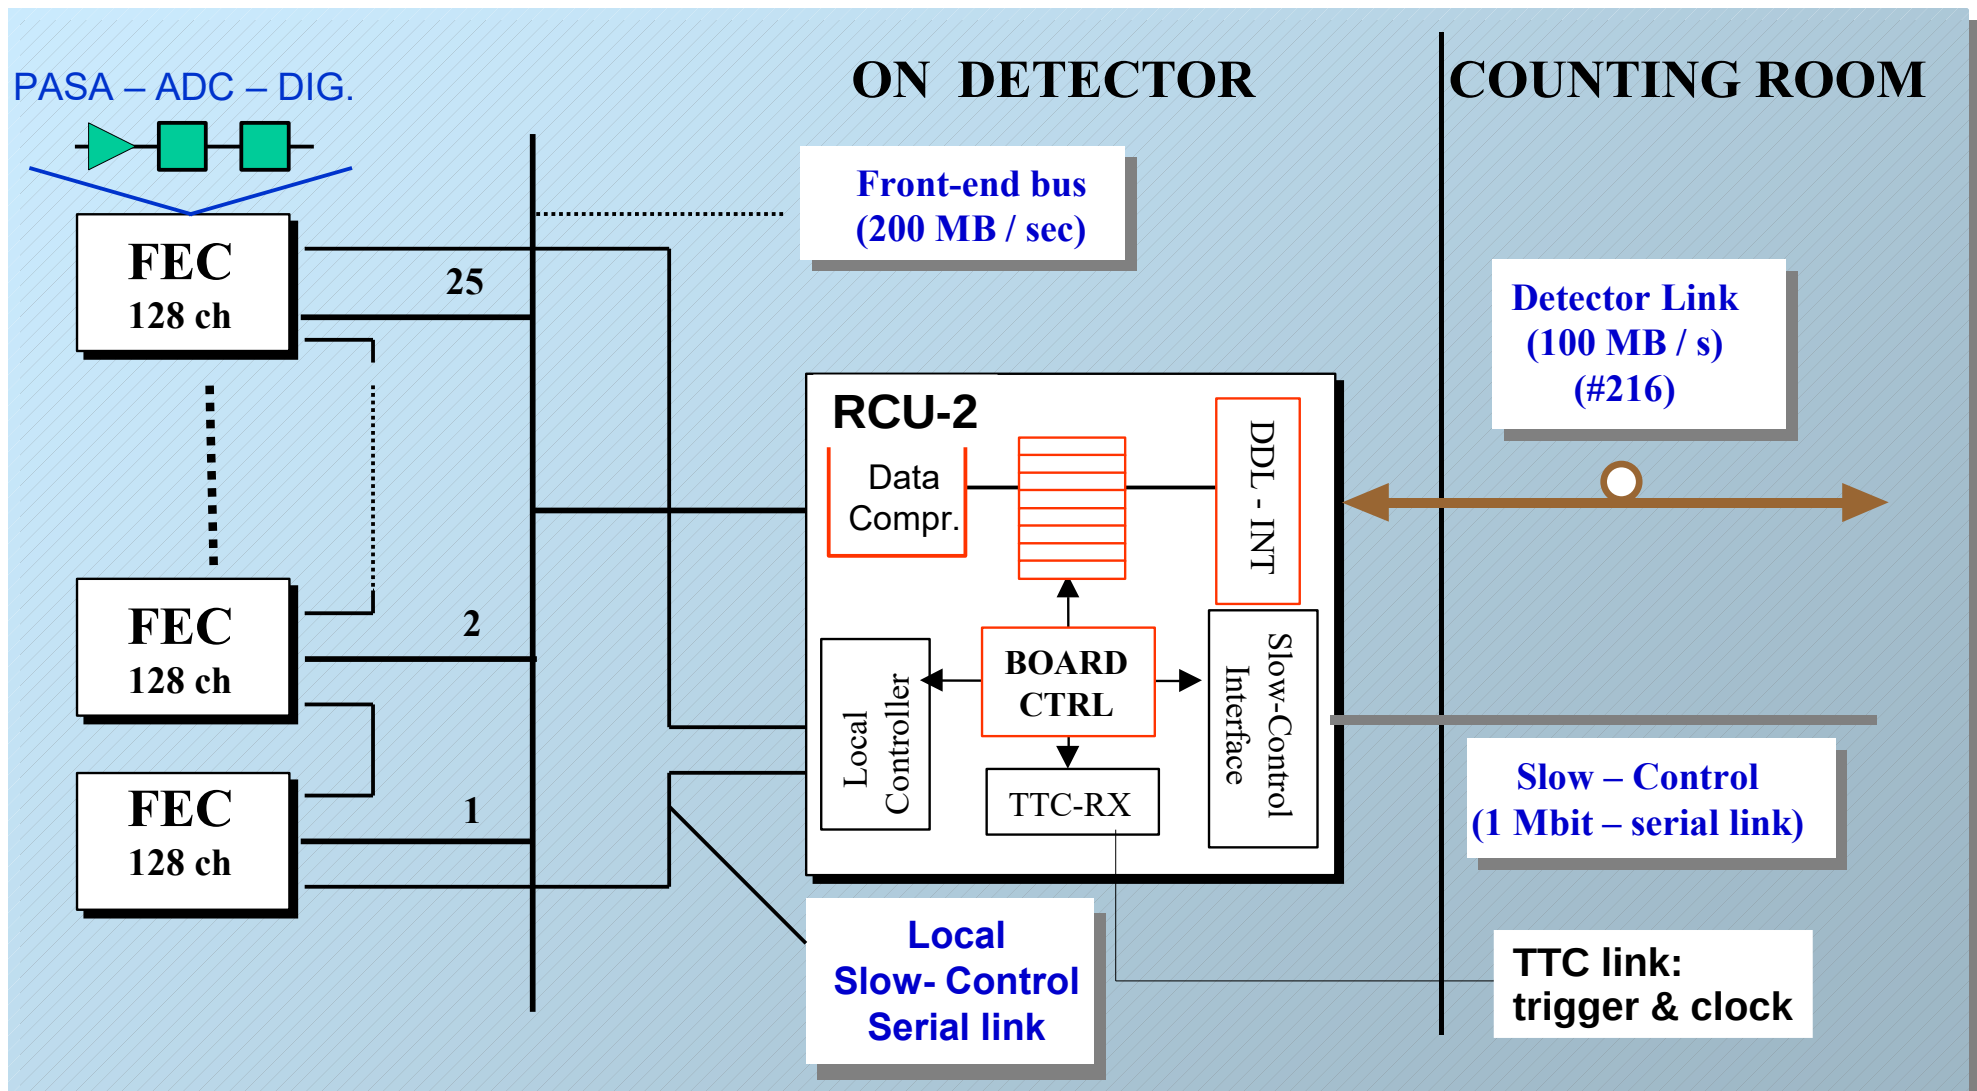 ON DETECTOR
COUNTING ROOM
PASA – ADC – DIG.
Front-end bus
(200 MB / sec)
FEC
128 ch
25
Detector Link
(100 MB / s)
(#216)
RCU-2
Data
Compr.
DDL - INT
FEC
128 ch
2
BOARD
CTRL
Local
Controller
Slow-Control
Interface
TTC-RX
FEC
128 ch
1
Slow – Control
(1 Mbit – serial link)
Local
Slow- Control
Serial link
TTC link:
trigger & clock